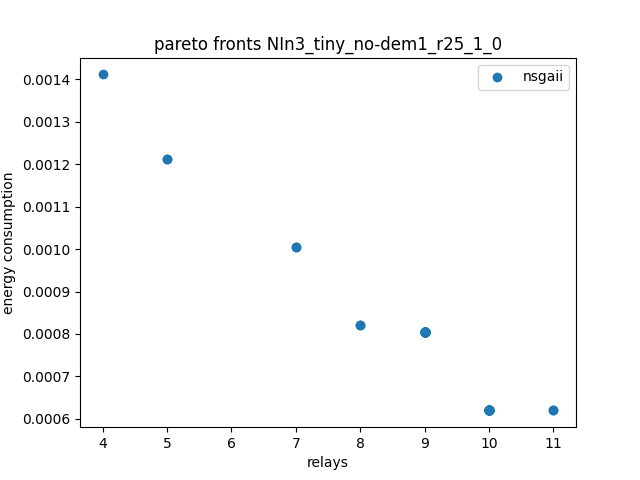 pareto fronts NIn3_tiny_no-dem1_r25_1_0
nsgaii
0.0014
0.0013
0.0012
0.0011
0.0010
0.0009
0.0008
0.0007
0.0006
energy consumption
4 5 6 7 8 9 10 11
relays